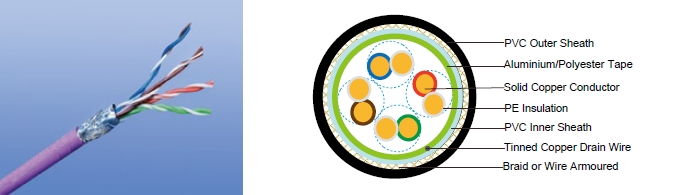 PVC Outer Sheath
Aluminium/Polyester Tape
Solid Copper Conductor
PE Insulation
PVC Inner Sheath
Tinned Copper Drain Wire
Braid or Wire Armoured